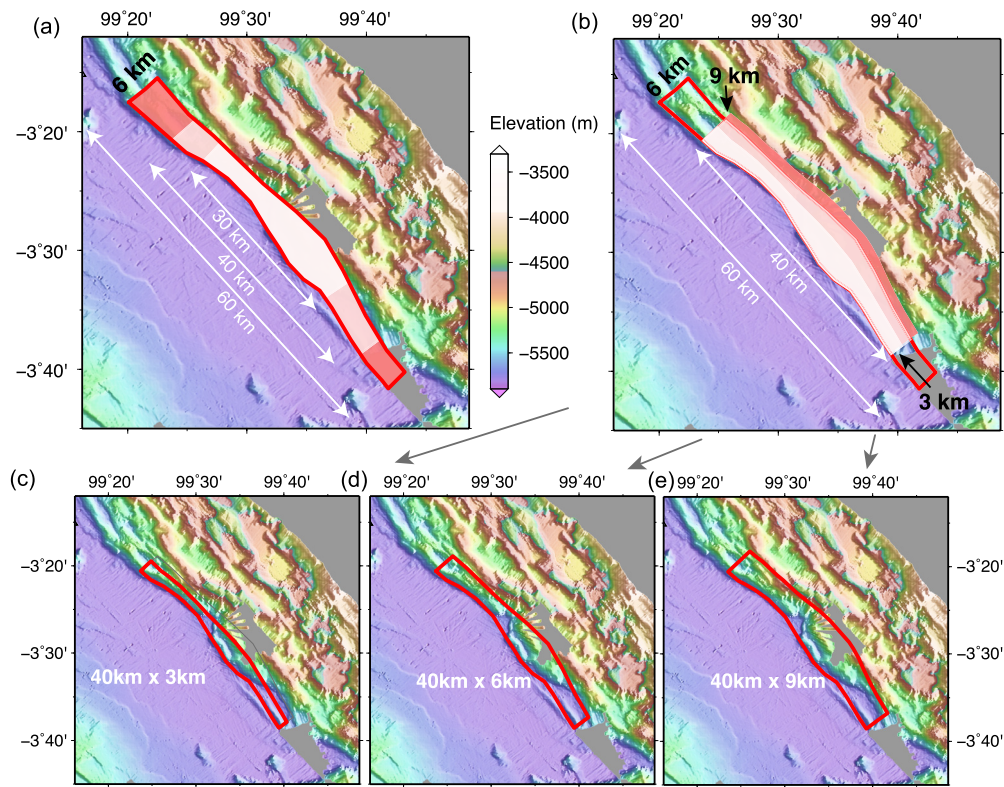 (a)
99°20'
99°30'
99°40'
(b)
99°20'
99°30'
99°40'
6 km
6 km
9 km
−3°20'
−3°30'
−3°40'
30 km
40 km
60 km
40 km
60 km
3 km
Elevation (m)
−3500
−4000
−4500
−5000
−5500
(c)
99°20'
99°30'
99°40'
(d)
99°20'
99°30'
99°40'
(e)
99°20'
99°30'
99°40'
40km x 3km
40km x 6km
40km x 9km
−3°20'
−3°30'
−3°40'
−3°20'
−3°30'
−3°40'